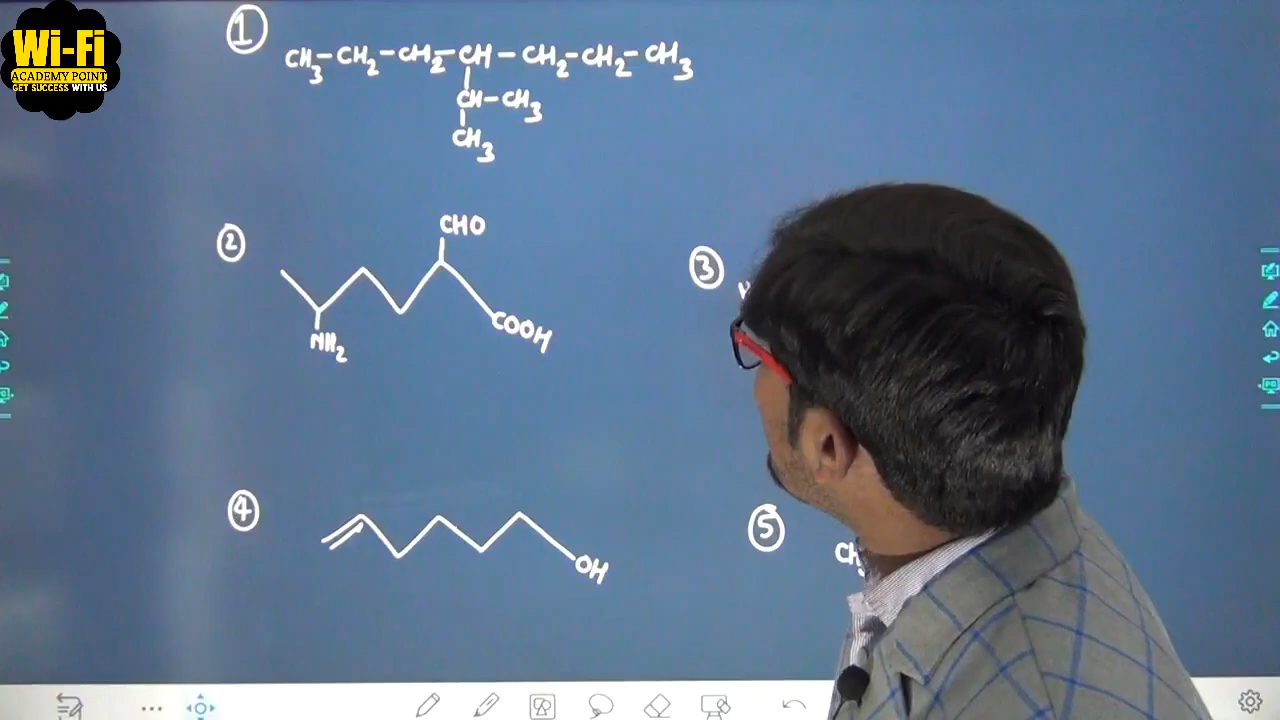 Wi-Fi
ACADEMY POINT
GET SUCCESS WITH US
①
CH₃-CH₂-CH₂-CH-CH₂-CH₂-CH₃
CH-CH₃
CH₃
②
CHO
COOH
NH₂
③
④
OH
⑤
CH₃